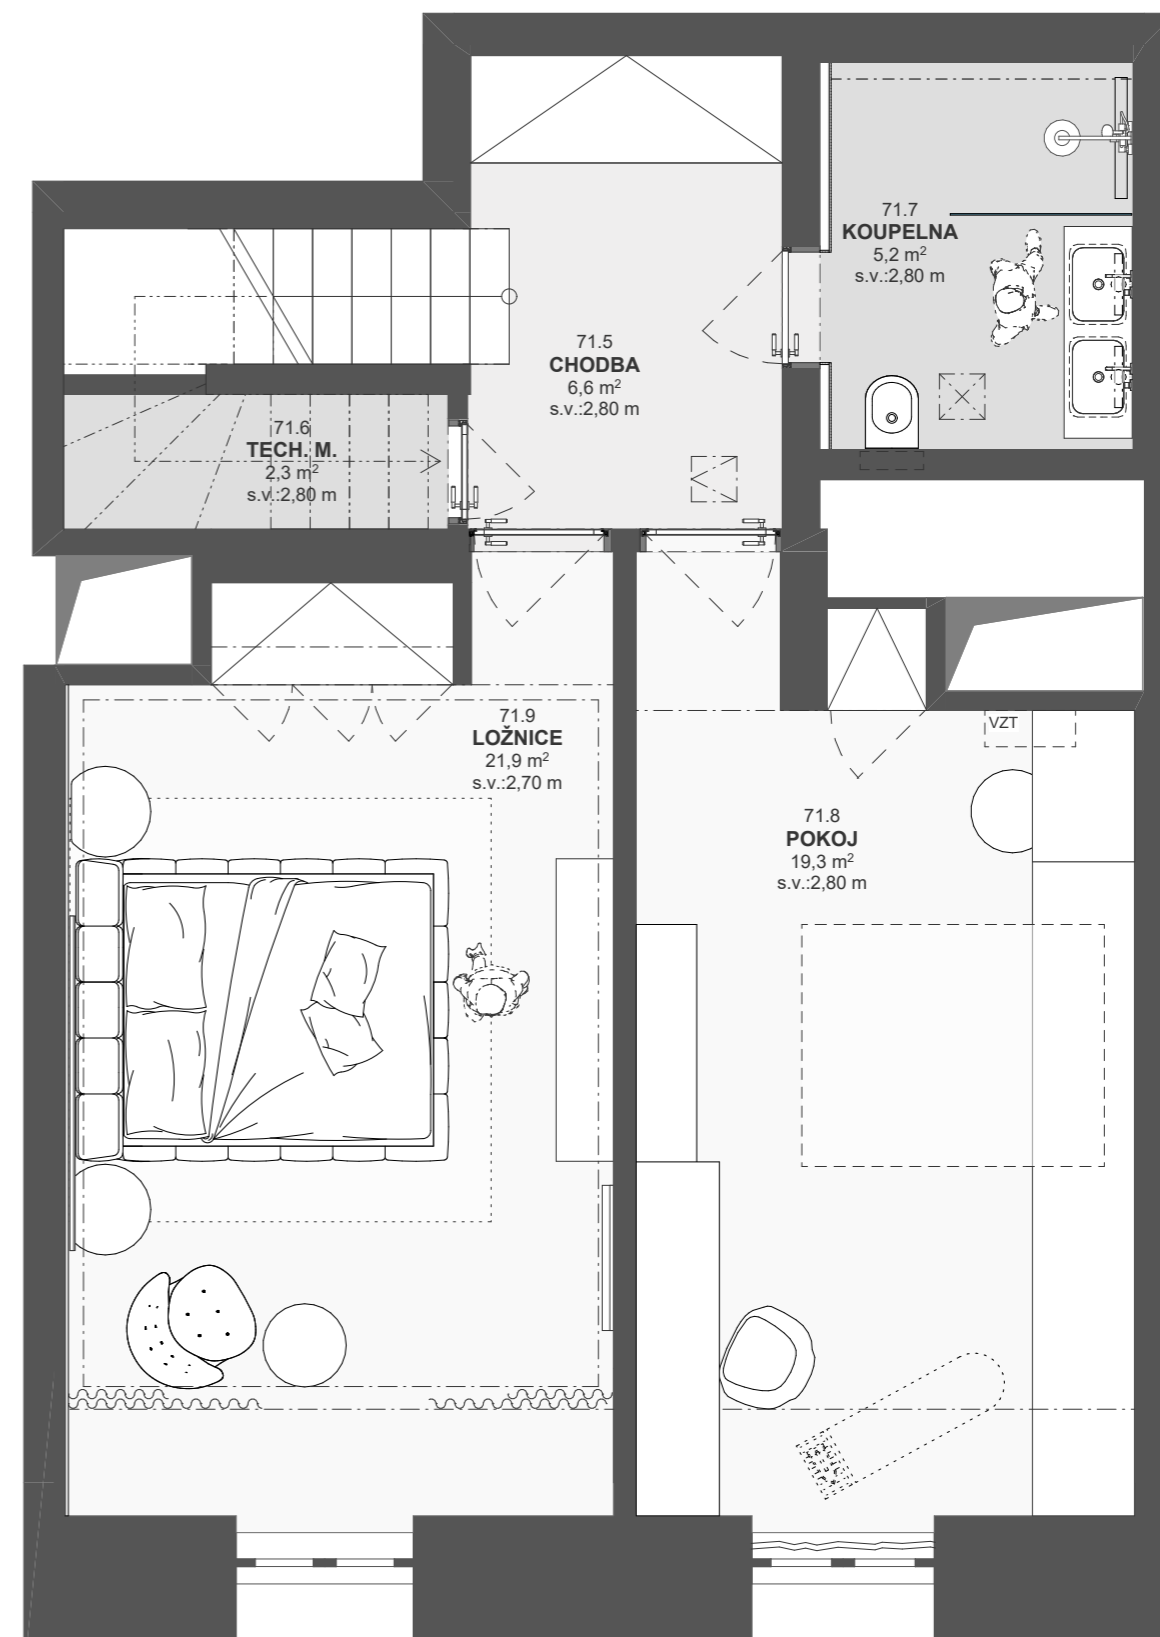 71.7
KOUPELNA
5,2 m²
s.v.:2,80 m
71.5
CHODBA
6,6 m²
s.v.:2,80 m
71.6
TECH. M.
2,3 m²
s.v.:2,80 m
71.9
LOŽNICE
21,9 m²
s.v.:2,70 m
VZT
71.8
POKOJ
19,3 m²
s.v.:2,80 m